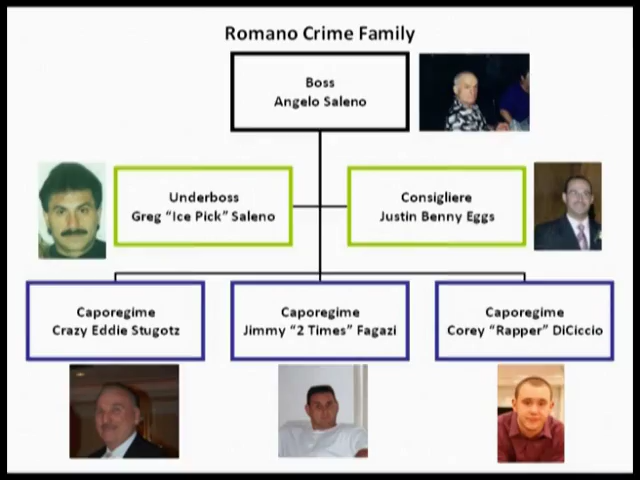 Romano Crime Family
Boss
Angelo Saleno
Underboss
Greg “Ice Pick” Saleno
Consigliere
Justin Benny Eggs
Caporegime
Crazy Eddie Stugotz
Caporegime
Jimmy “2 Times” Fagazi
Caporegime
Corey “Rapper” DiCiccio